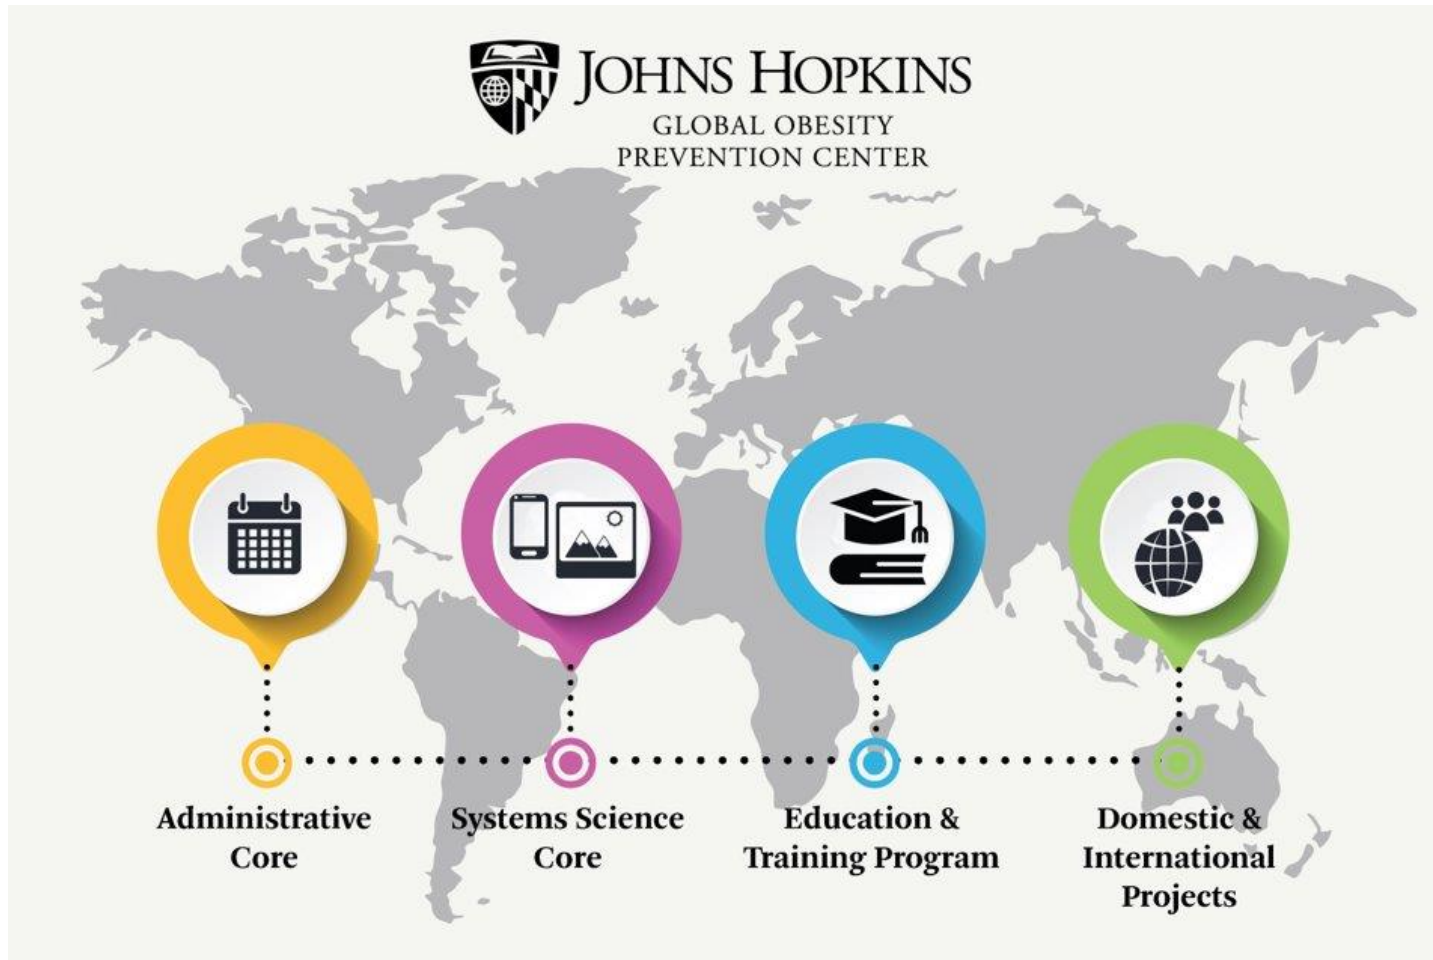 JOHNS HOPKINS
GLOBAL OBESITY
PREVENTION CENTER
Administrative
Core
Systems Science
Core
Education &
Training Program
Domestic &
International
Projects